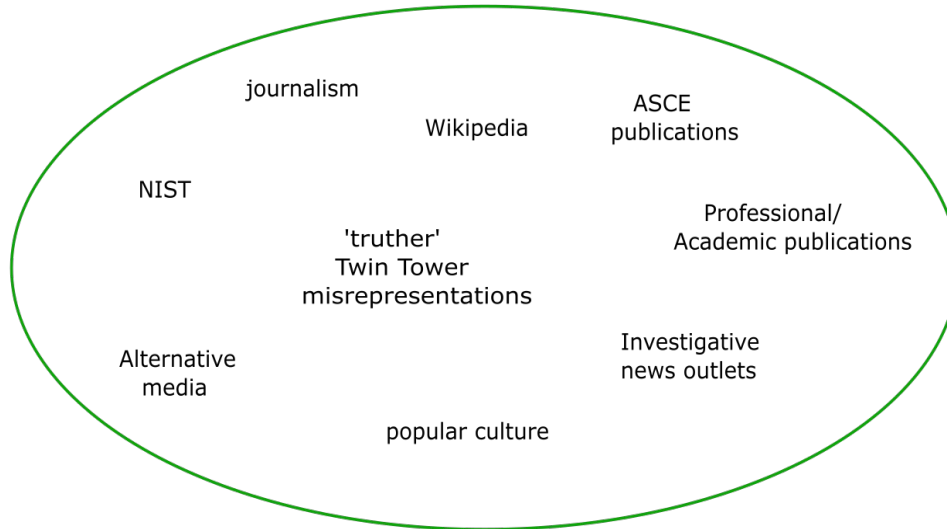 journalism
Wikipedia
ASCE
publications
NIST
Professional/
Academic publications
'truther'
Twin Tower
misrepresentations
Alternative
media
Investigative
news outlets
popular culture